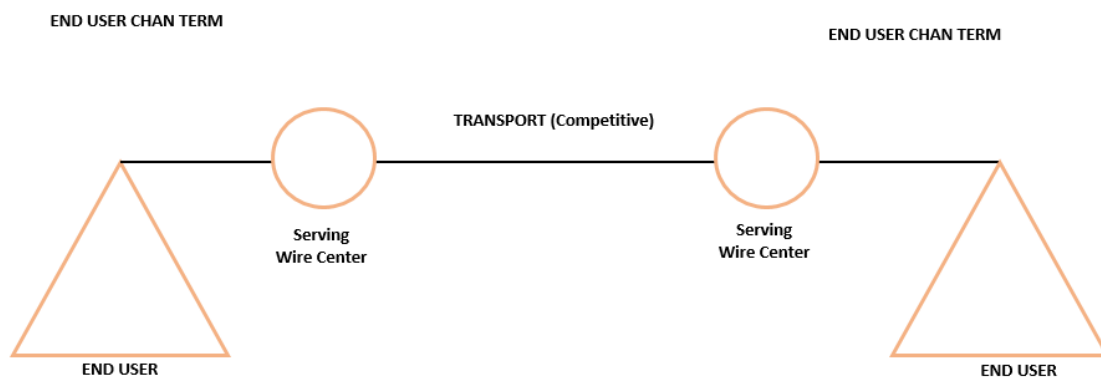 END USER CHAN TERM
END USER CHAN TERM
TRANSPORT (Competitive)
Serving
Wire Center
Serving
Wire Center
END USER
END USER